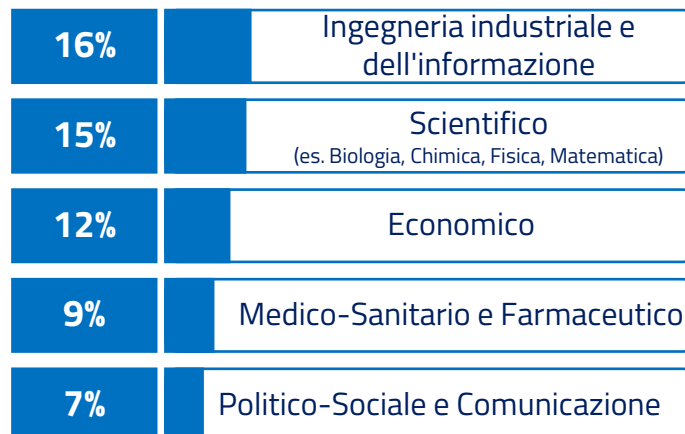 16%
Ingegneria industriale e
dell'informazione
15%
Scientifico
(es. Biologia, Chimica, Fisica, Matematica)
12%
Economico
9%
Medico-Sanitario e Farmaceutico
7%
Politico-Sociale e Comunicazione